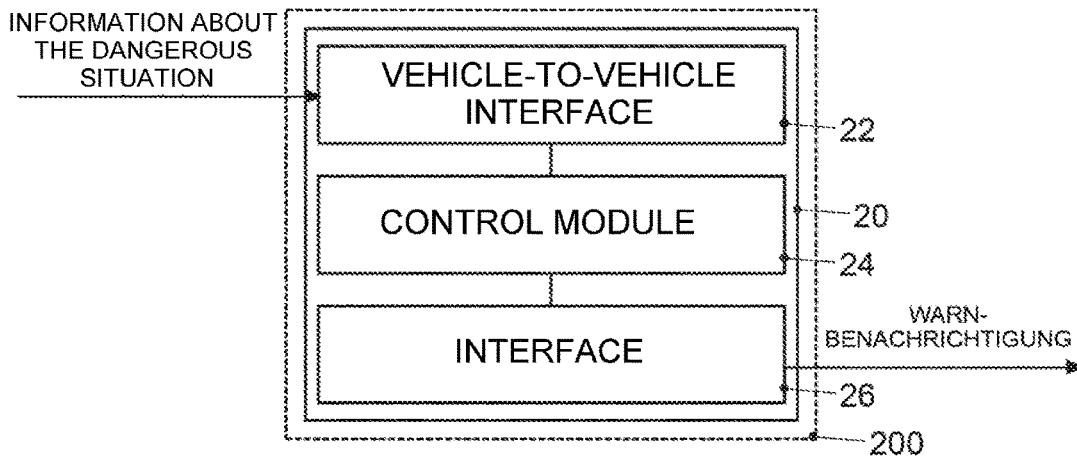 INFORMATION ABOUT
THE DANGEROUS
SITUATION
VEHICLE-TO-VEHICLE
INTERFACE
22
CONTROL MODULE
20
24
INTERFACE
WARN-
BENACHRICHTIGUNG
26
200